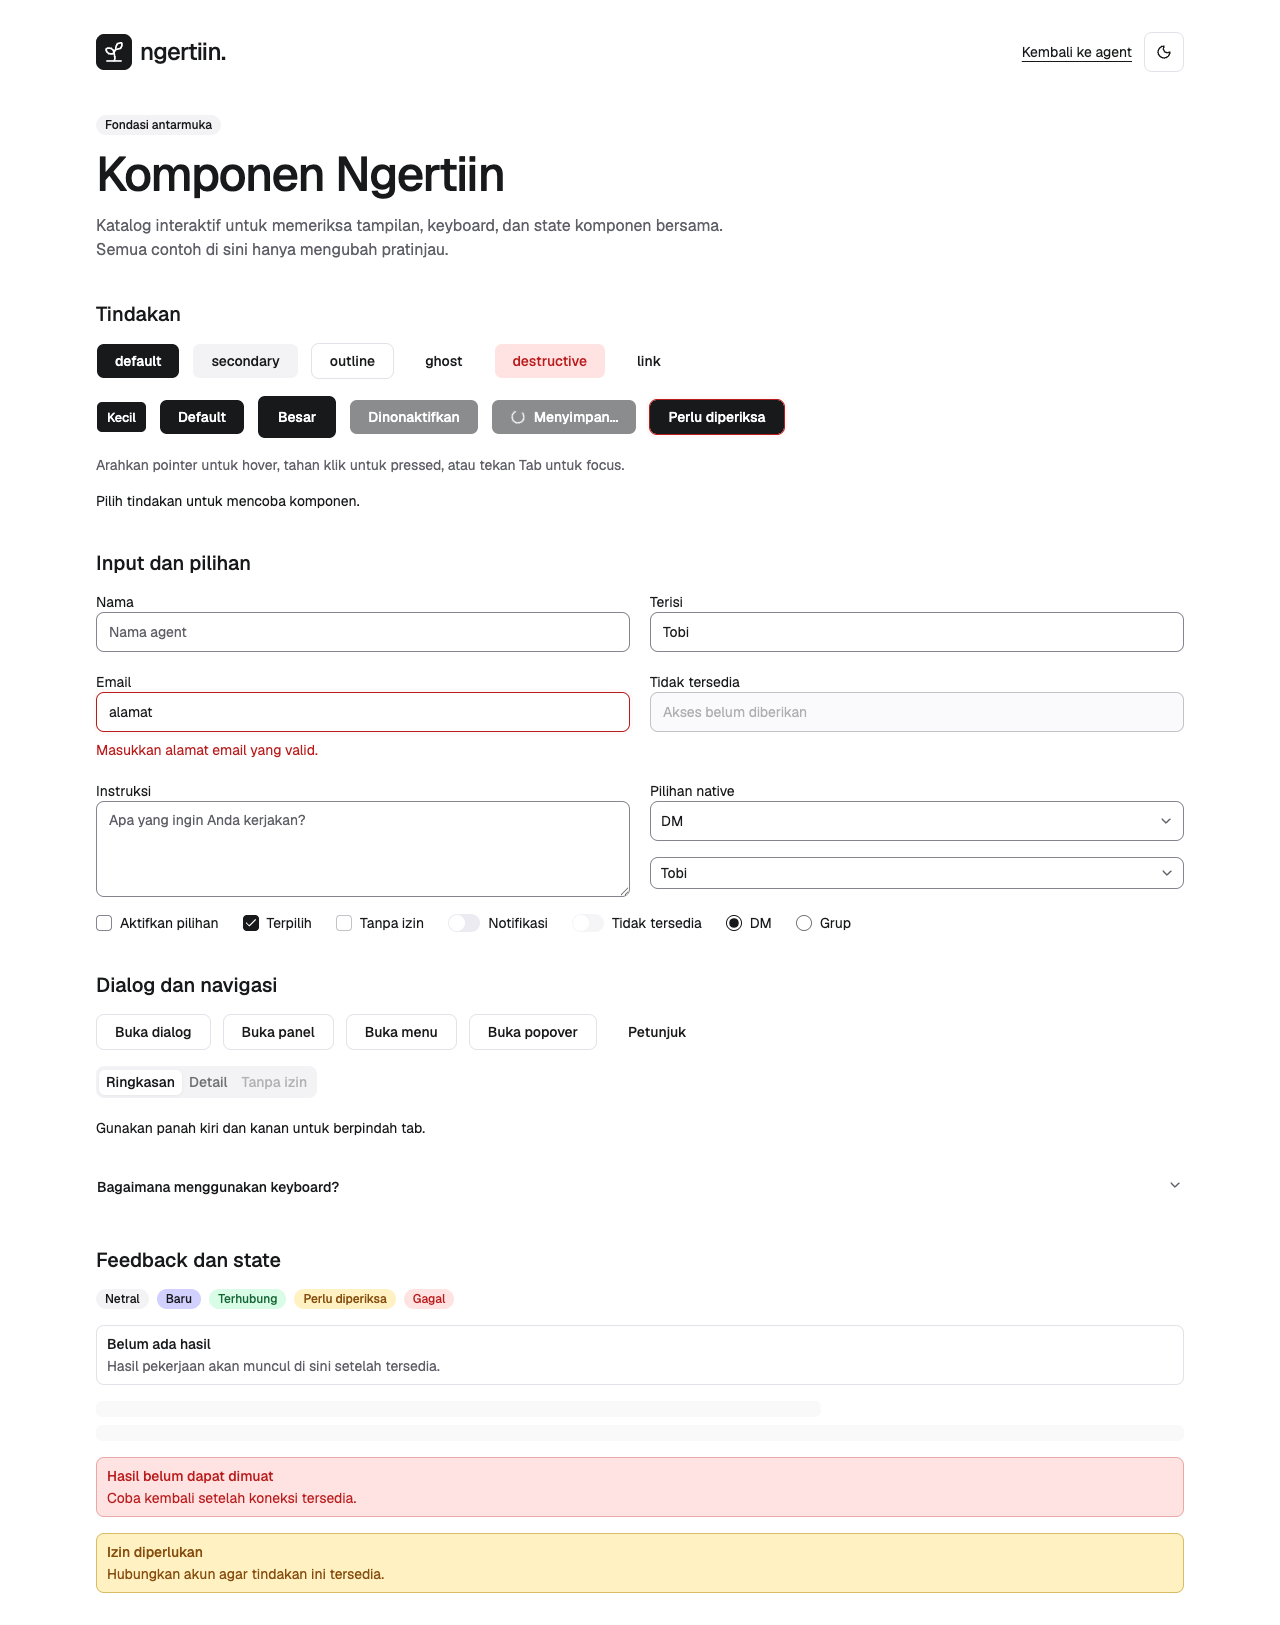 ngertiin.
Kembali ke agent
Fondasi antarmuka
Komponen Ngertiin
Katalog interaktif untuk memeriksa tampilan, keyboard, dan state komponen bersama.
Semua contoh di sini hanya mengubah pratinjau.
Tindakan
default secondary outline ghost destructive link
Kecil Default Besar Dinonaktifkan Menyimpan... Perlu diperiksa
Arahkan pointer untuk hover, tahan klik untuk pressed, atau tekan Tab untuk focus.
Pilih tindakan untuk mencoba komponen.
Input dan pilihan
Nama
Nama agent
Terisi
Tobi
Email
alamat
Masukkan alamat email yang valid.
Tidak tersedia
Akses belum diberikan
Instruksi
Apa yang ingin Anda kerjakan?
Pilihan native
DM
Tobi
Aktifkan pilihan Terpilih Tanpa izin Notifikasi Tidak tersedia DM Grup
Dialog dan navigasi
Buka dialog Buka panel Buka menu Buka popover Petunjuk
Ringkasan Detail Tanpa izin
Gunakan panah kiri dan kanan untuk berpindah tab.
Bagaimana menggunakan keyboard?
Feedback dan state
Netral Baru Terhubung Perlu diperiksa Gagal
Belum ada hasil
Hasil pekerjaan akan muncul di sini setelah tersedia.
Hasil belum dapat dimuat
Coba kembali setelah koneksi tersedia.
Izin diperlukan
Hubungkan akun agar tindakan ini tersedia.